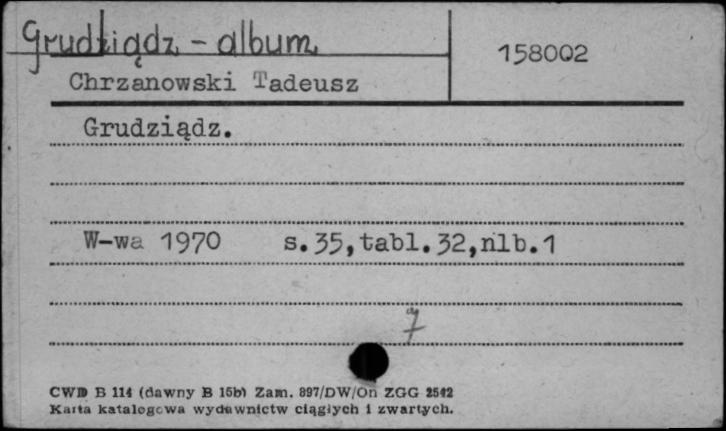 Grudziądz - album
158002
Chrzanowski Tadeusz
Grudziądz.
W-wa 1970 s.35,tabl.32,nlb.1
7
CWD B 114 (dawny B 15b) Zam. 897/DW/On ZGG 2542
Karta katalogowa wydawnictw ciągłych i zwartych.